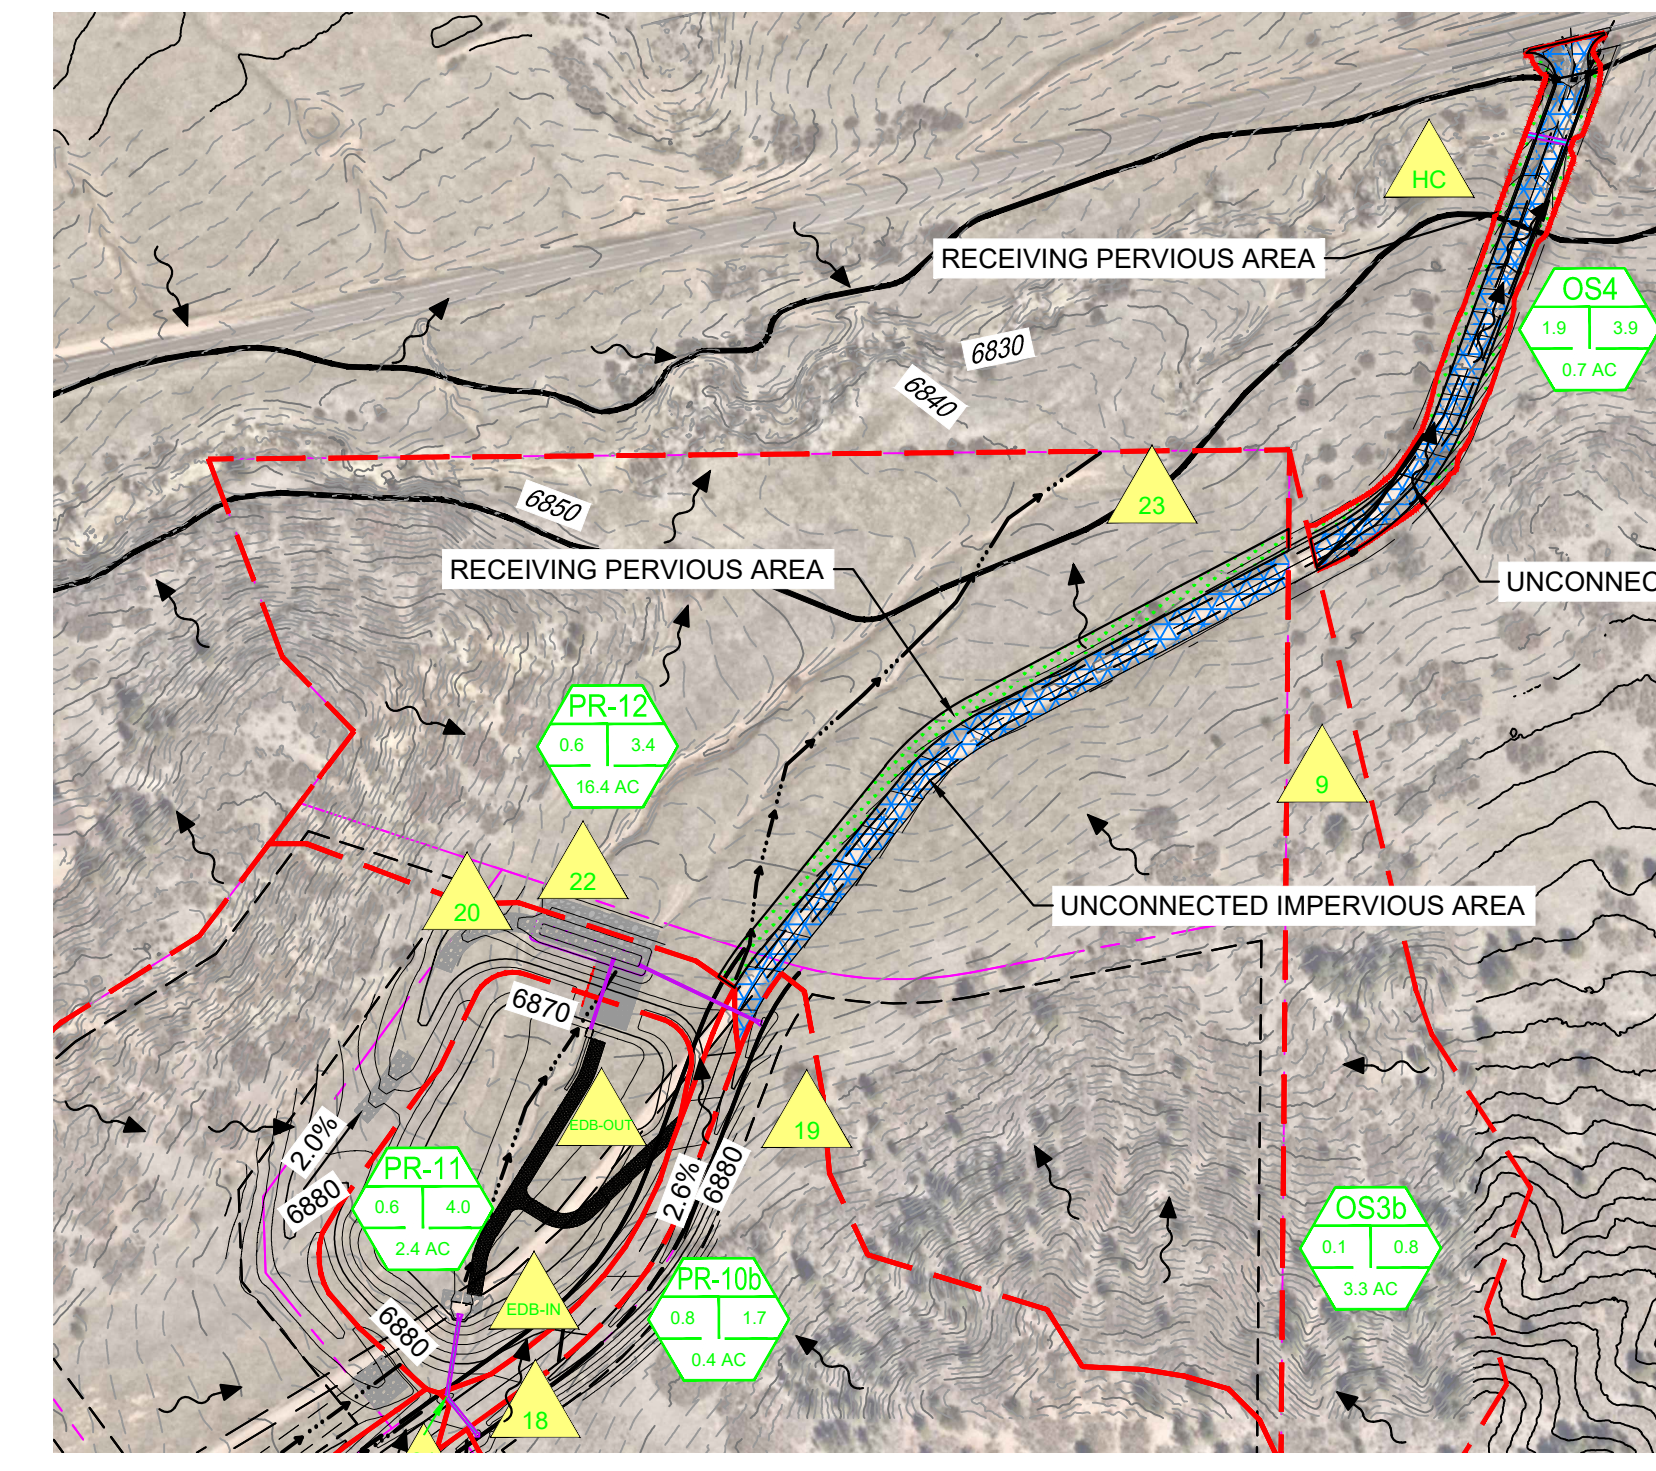 HC
RECEIVING PERVIOUS AREA
OS4
1.9 3.9
0.7 AC
6830
6840
6850
23
RECEIVING PERVIOUS AREA
UNCONNEC
PR-12
0.6 3.4
16.4 AC
9
22
20
UNCONNECTED IMPERVIOUS AREA
6870
EDB-OUT
19
2.0%
6880
PR-11
0.6 4.0
2.4 AC
2.6%
6880
OS3b
0.1 0.8
3.3 AC
PR-10b
0.8 1.7
0.4 AC
EDB-IN
6880
18